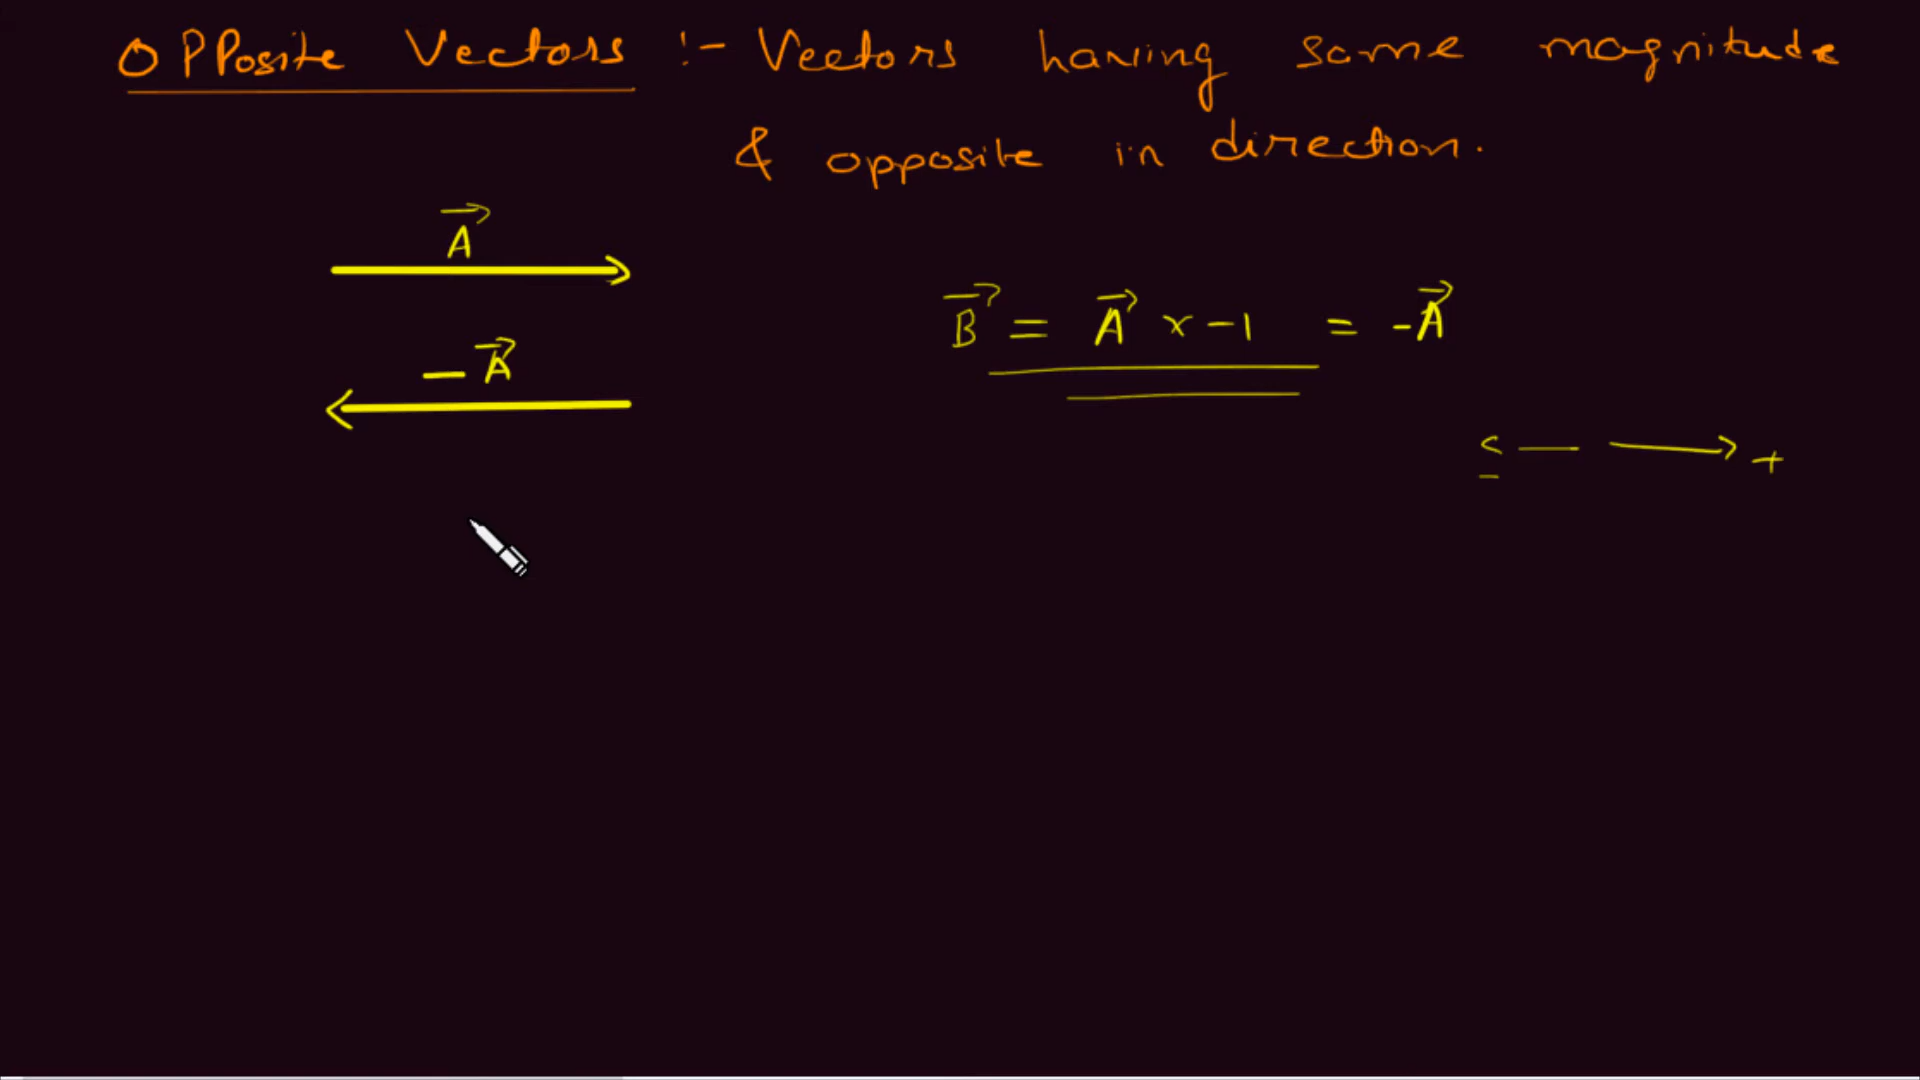 Opposite Vectors :- Vectors having same magnitude
& opposite in direction.
A⃗
B⃗ = A⃗ x -1 = -A⃗
- A⃗
+
-